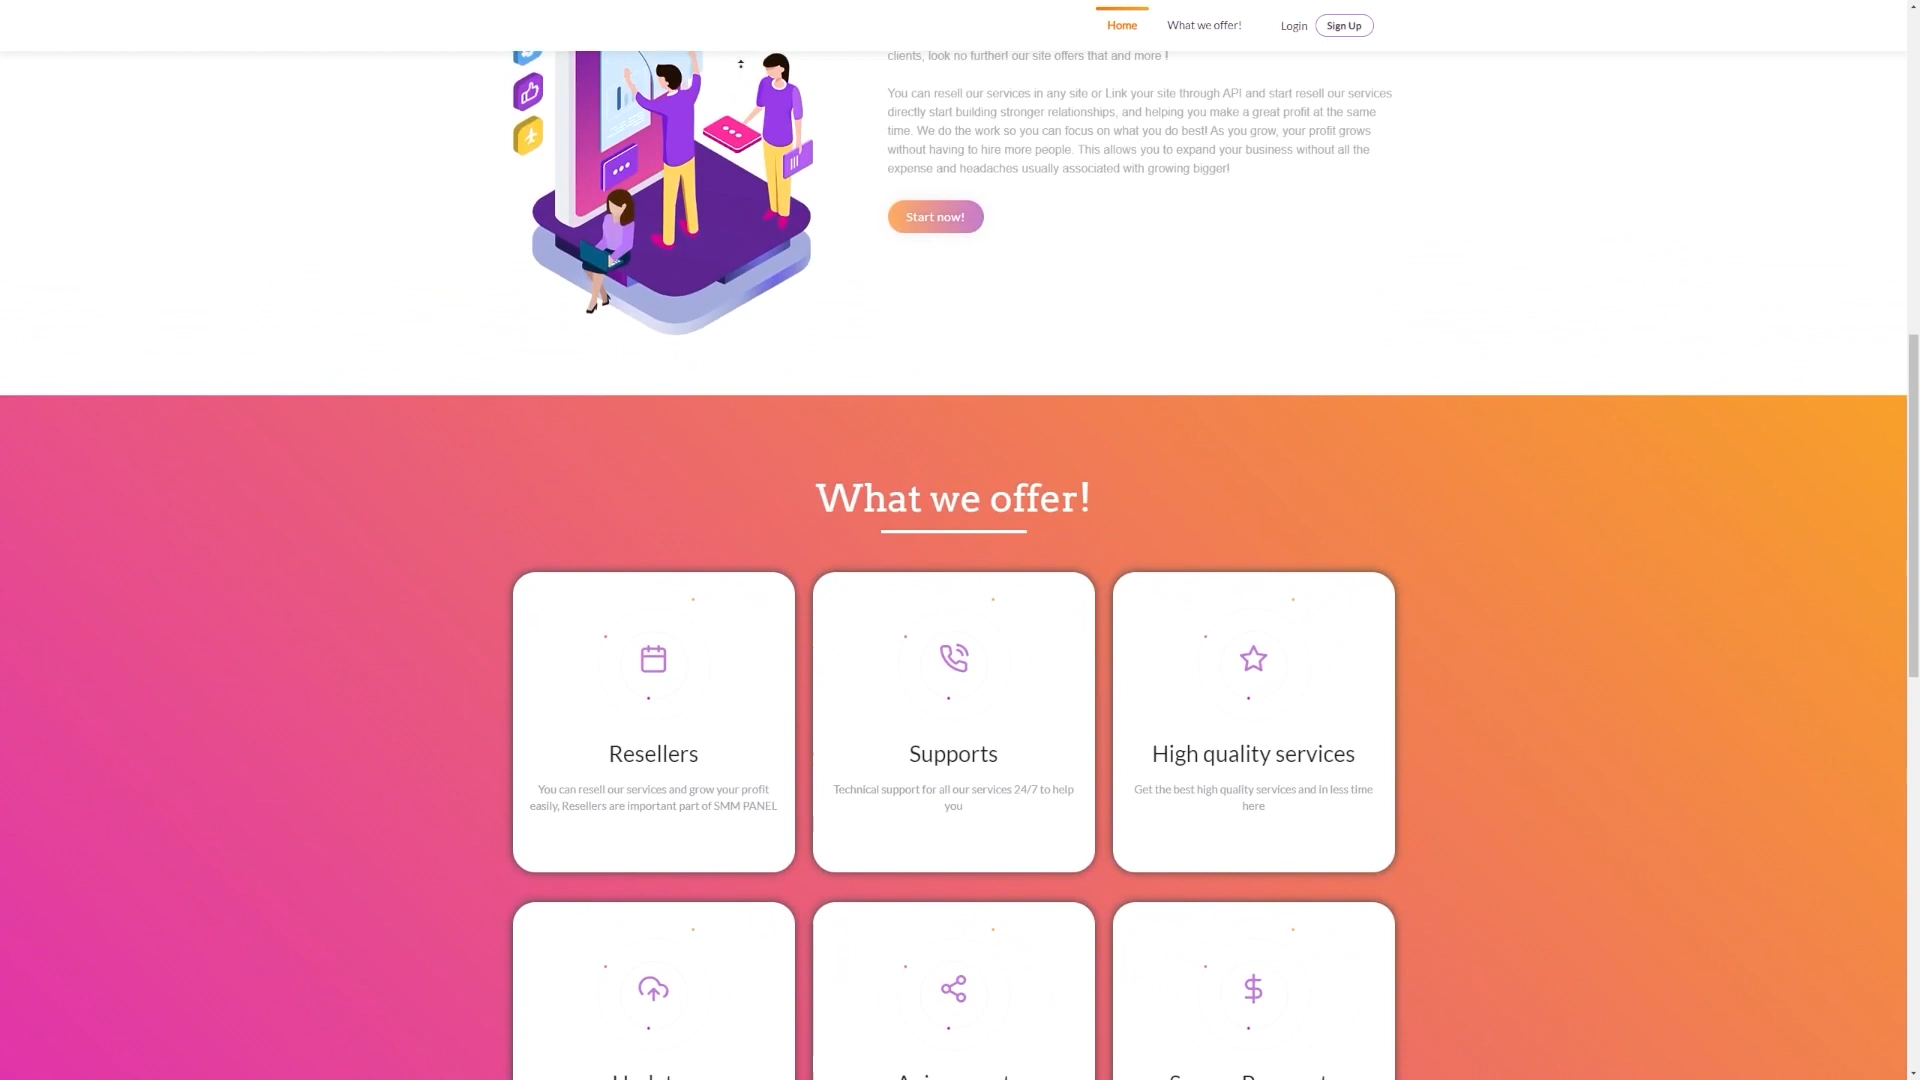 Home What we offer! Login Sign Up
clients, look no further! our site offers that and more !
You can resell our services in any site or Link your site through API and start resell our services
directly start building stronger relationships, and helping you make a great profit at the same
time. We do the work so you can focus on what you do best! As you grow, your profit grows
without having to hire more people. This allows you to expand your business without all the
expense and headaches usually associated with growing bigger!
Start now!
What we offer!
Resellers
You can resell our services and grow your profit
easily, Resellers are important part of SMM PANEL
Supports
Technical support for all our services 24/7 to help
you
High quality services
Get the best high quality services and in less time
here